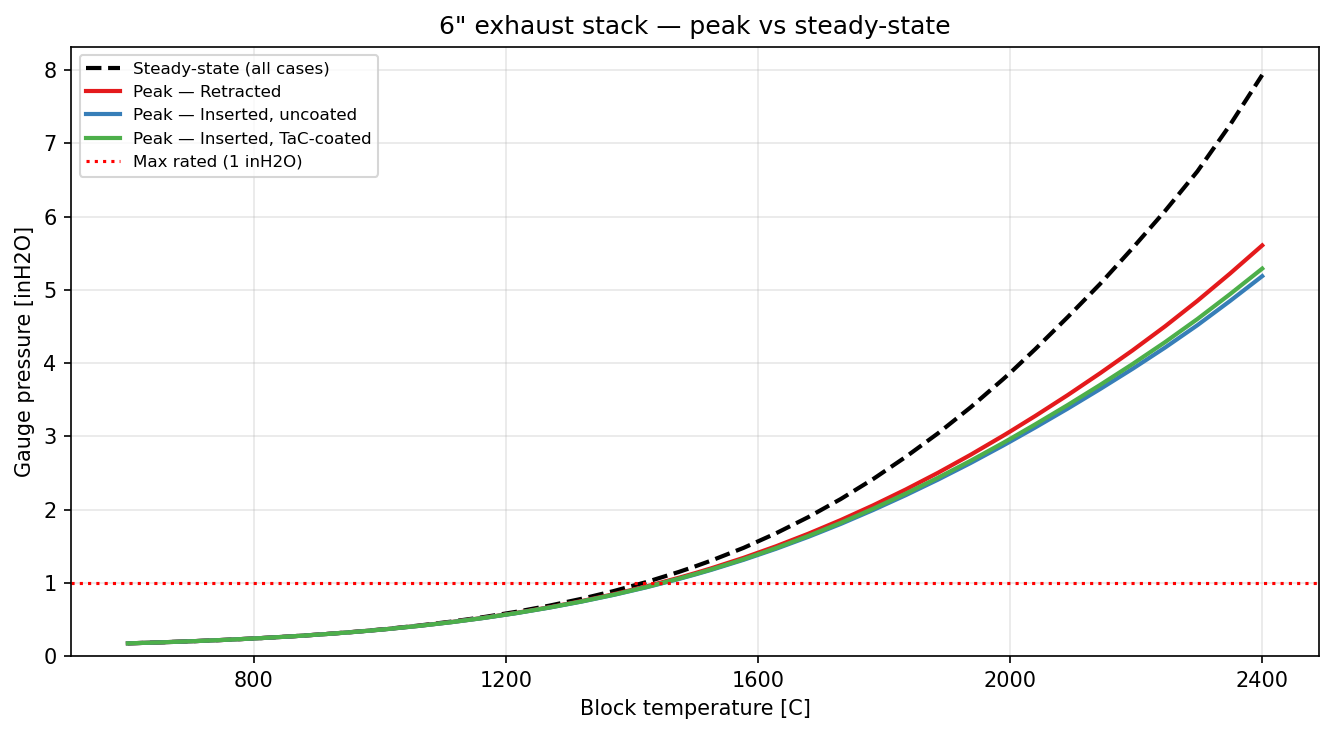 6" exhaust stack — peak vs steady-state
Steady-state (all cases)
Peak — Retracted
Peak — Inserted, uncoated
Peak — Inserted, TaC-coated
Max rated (1 inH2O)
Gauge pressure [inH2O]
8
7
6
5
4
3
2
1
0
800
1200
1600
2000
2400
Block temperature [C]